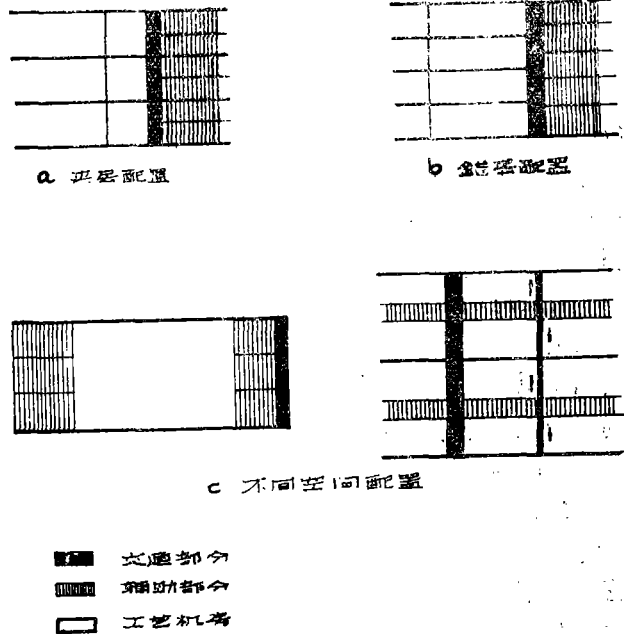 a 夹层配置
b 错层配置
c 不同空间配置
交通部分
辅助部分
工艺机房